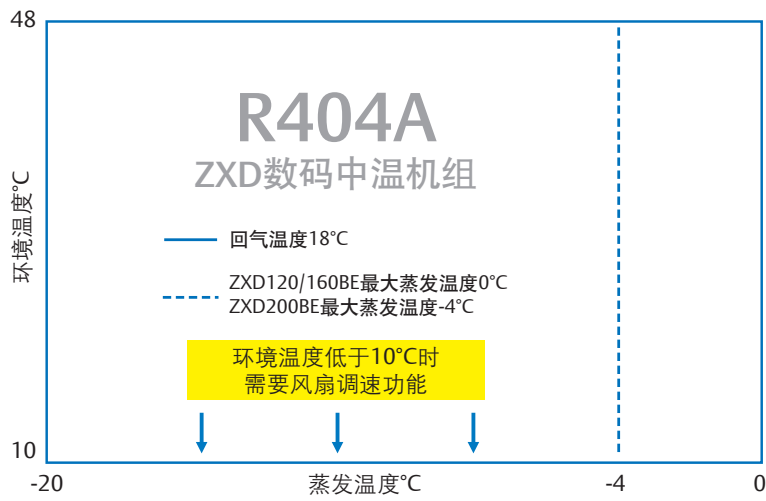 48
R404A
ZXD数码中温机组
环境温度°C
回气温度18°C
ZXD120/160BE最大蒸发温度0°C
ZXD200BE最大蒸发温度-4°C
环境温度低于10°C时
需要风扇调速功能
10
-20
蒸发温度°C
-4
0